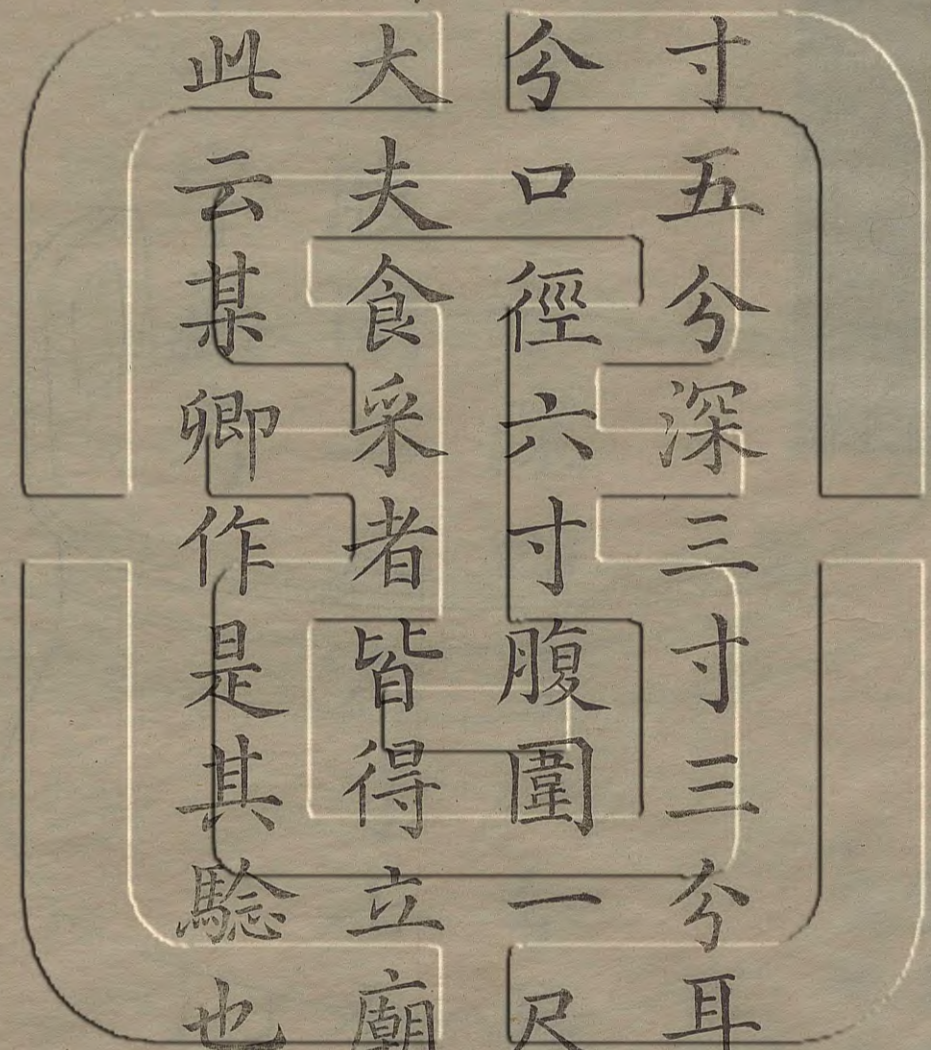 寸五分深三寸三分耳
分口徑六寸腹圍一尺
大夫食采者皆得立廟
此云某卿作是其騐也